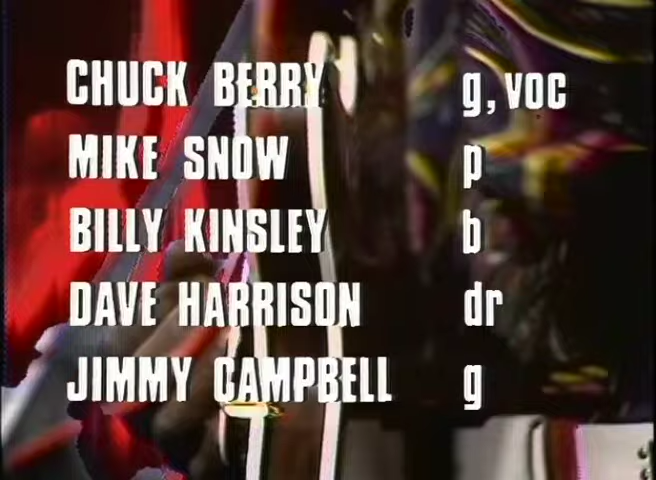 CHUCK BERRY g, voc
MIKE SNOW p
BILLY KINSLEY b
DAVE HARRISON dr
JIMMY CAMPBELL g